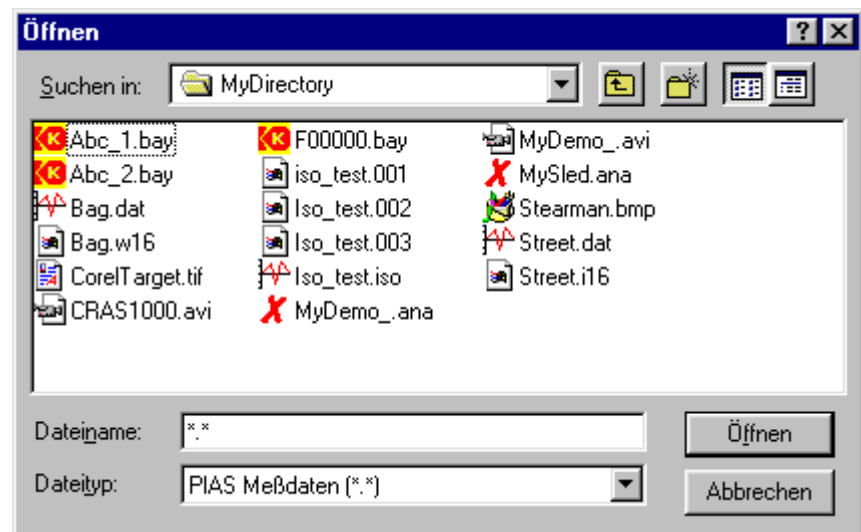 Öffnen
Suchen in: MyDirectory
Abc_1.bay F00000.bay MyDemo_.avi
Abc_2.bay iso_test.001 MySled.ana
Bag.dat Iso_test.002 Stearman.bmp
Bag.w16 Iso_test.003 Street.dat
CorelTarget.tif Iso_test.iso Street.i16
CRAS1000.avi MyDemo_.ana
Dateiname: *.* Öffnen
Dateityp: PIAS Meßdaten (*.*) Abbrechen